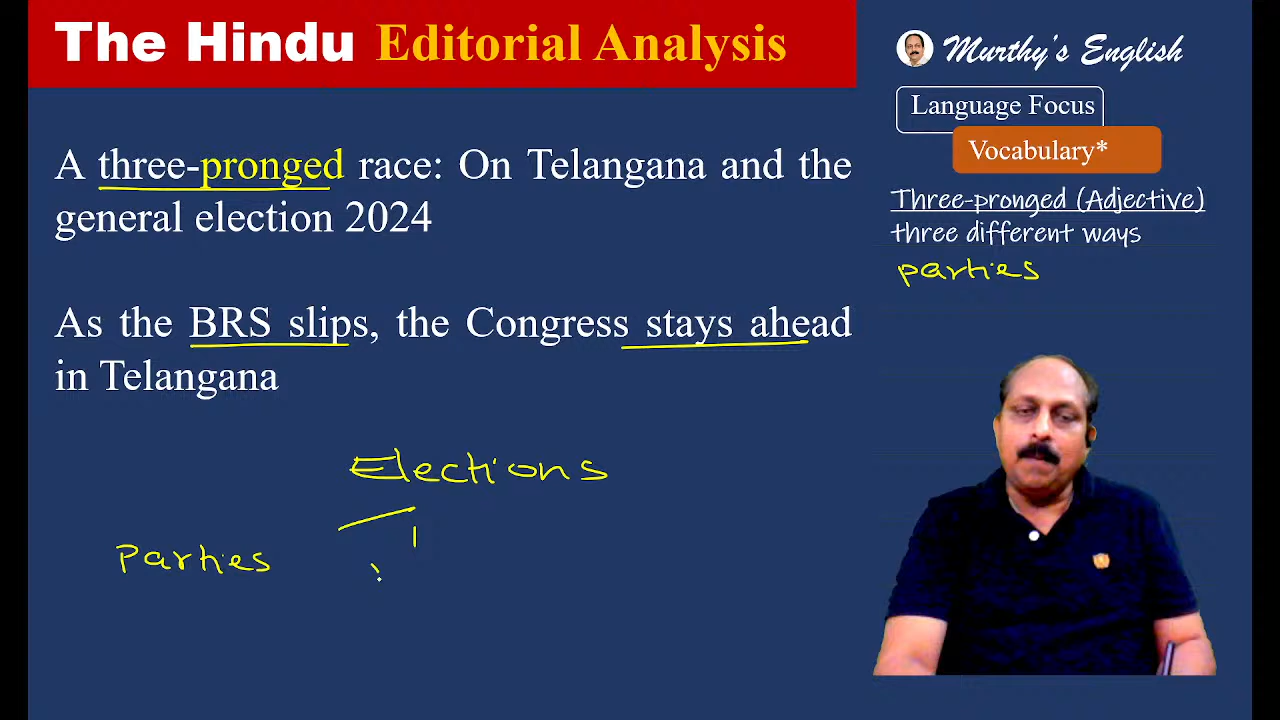 The Hindu Editorial Analysis
A three-pronged race: On Telangana and the
general election 2024
As the BRS slips, the Congress stays ahead
in Telangana
Elections
Parties
Murthy's English
Language Focus
Vocabulary*
Three-pronged (Adjective)
three different ways
parties